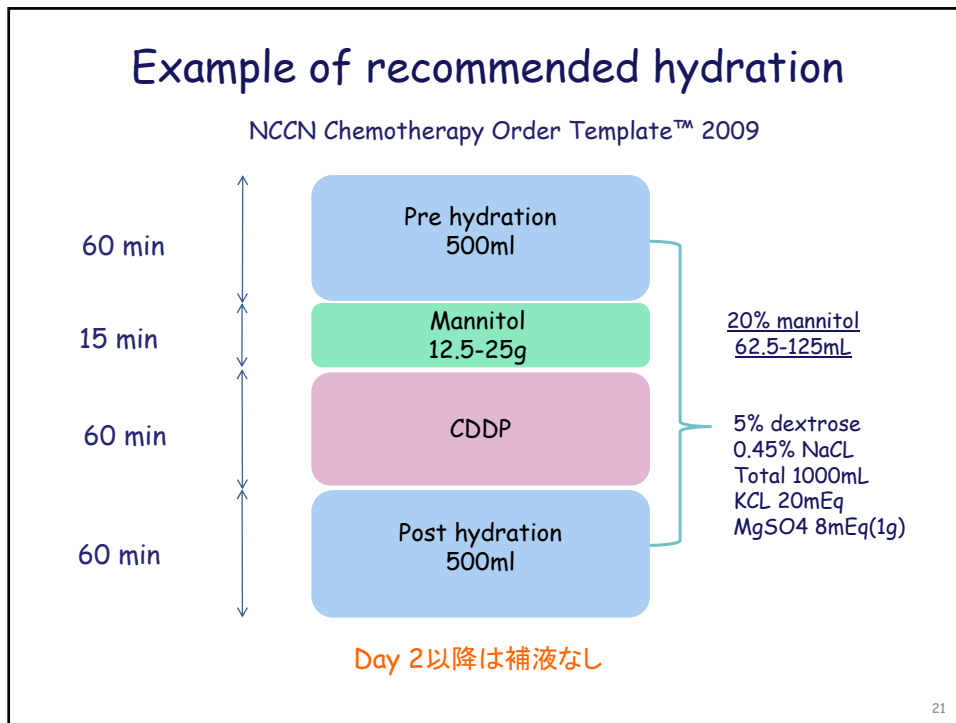 Example of recommended hydration
NCCN Chemotherapy Order Template™ 2009
60 min
Pre hydration
500ml
15 min
Mannitol
12.5-25g
20% mannitol
62.5-125mL
60 min
CDDP
5% dextrose
0.45% NaCL
Total 1000mL
KCL 20mEq
MgSO4 8mEq(1g)
60 min
Post hydration
500ml
Day 2以降は補液なし
21